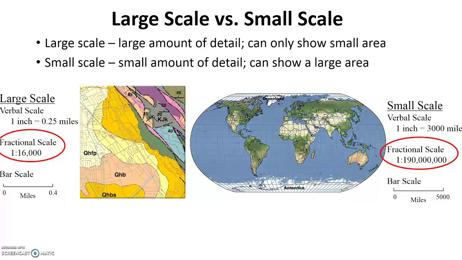 Large Scale vs. Small Scale
• Large scale – large amount of detail; can only show small area
• Small scale – small amount of detail; can show a large area
Large Scale
Verbal Scale
1 inch = 0.25 miles
Fractional Scale
1:16,000
Bar Scale
0 0.4
Miles
Qhfp
Qhb
Qhbs
KJk
Antarctica
Small Scale
Verbal Scale
1 inch = 3000 mile
Fractional Scale
1:190,000,000
Bar Scale
0 5000
Miles
SCREENCAST MATIC